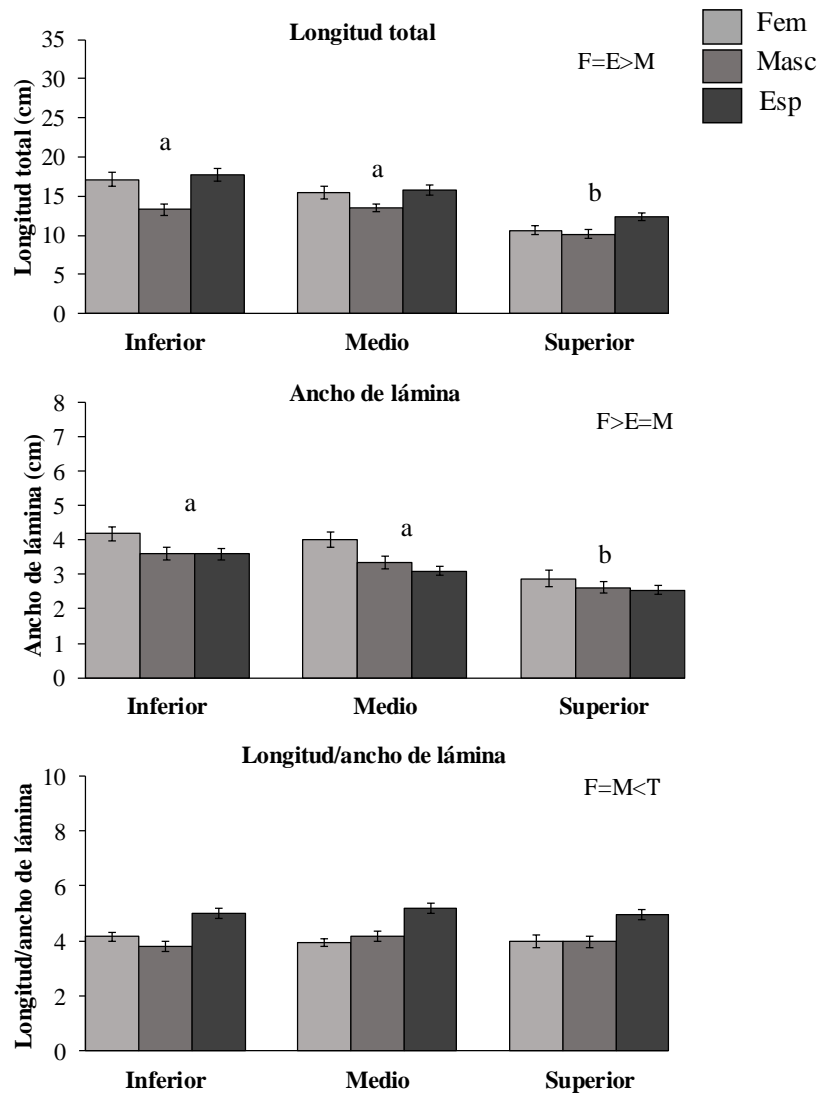 Longitud total
Fem
Masc
Esp
F=E>M
Longitud total (cm)
35
30
25
20
15
10
5
0
a
a
b
Inferior Medio Superior
Ancho de lámina
F>E=M
Ancho de lámina (cm)
8
7
6
5
4
3
2
1
0
a
a
b
Inferior Medio Superior
Longitud/ancho de lámina
F=M<T
Longitud/ancho de lámina
10
8
6
4
2
0
Inferior Medio Superior